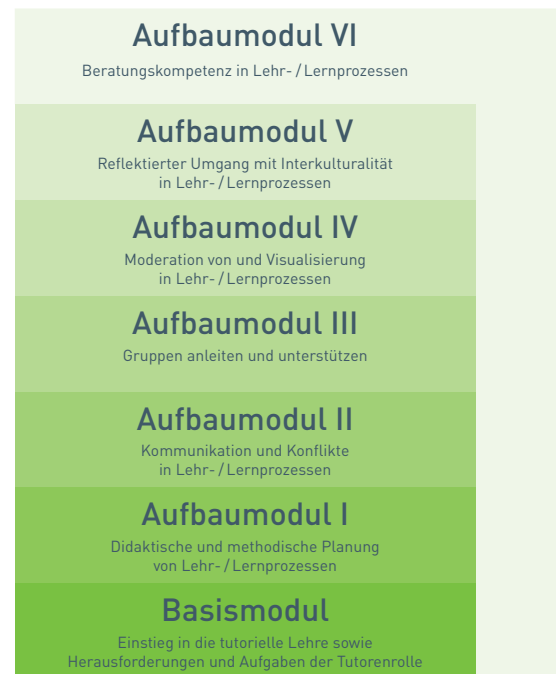 Aufbaumodul VI
Beratungskompetenz in Lehr- / Lernprozessen
Aufbaumodul V
Reflektierter Umgang mit Interkulturalität
in Lehr- / Lernprozessen
Aufbaumodul IV
Moderation von und Visualisierung
in Lehr- / Lernprozessen
Aufbaumodul III
Gruppen anleiten und unterstützen
Aufbaumodul II
Kommunikation und Konflikte
in Lehr- / Lernprozessen
Aufbaumodul I
Didaktische und methodische Planung
von Lehr- / Lernprozessen
Basismodul
Einstieg in die tutorielle Lehre sowie
Herausforderungen und Aufgaben der Tutorenrolle